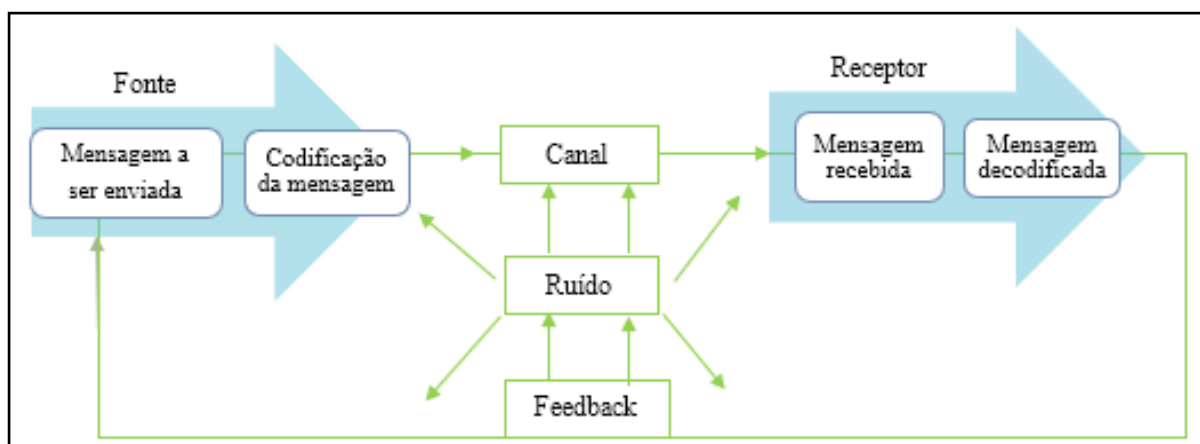 Fonte
Mensagem a
ser enviada
Codificação
da mensagem
Canal
Receptor
Mensagem
recebida
Mensagem
decodificada
Ruído
Feedback